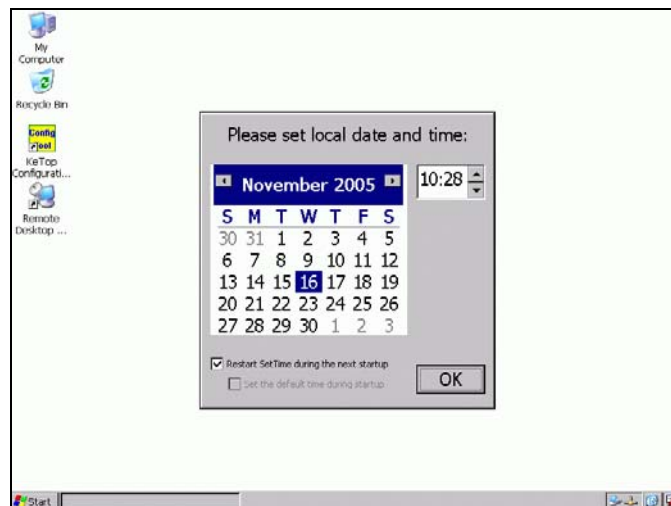 My
Computer
Recycle Bin
Config
Tool
KeTop
Configurati...
Remote
Desktop ...
Please set local date and time:
November 2005
10:28
S M T W T F S
30 31 1 2 3 4 5
6 7 8 9 10 11 12
13 14 15 16 17 18 19
20 21 22 23 24 25 26
27 28 29 30 1 2 3
Restart SetTime during the next startup
Set the default time during startup
OK
Start